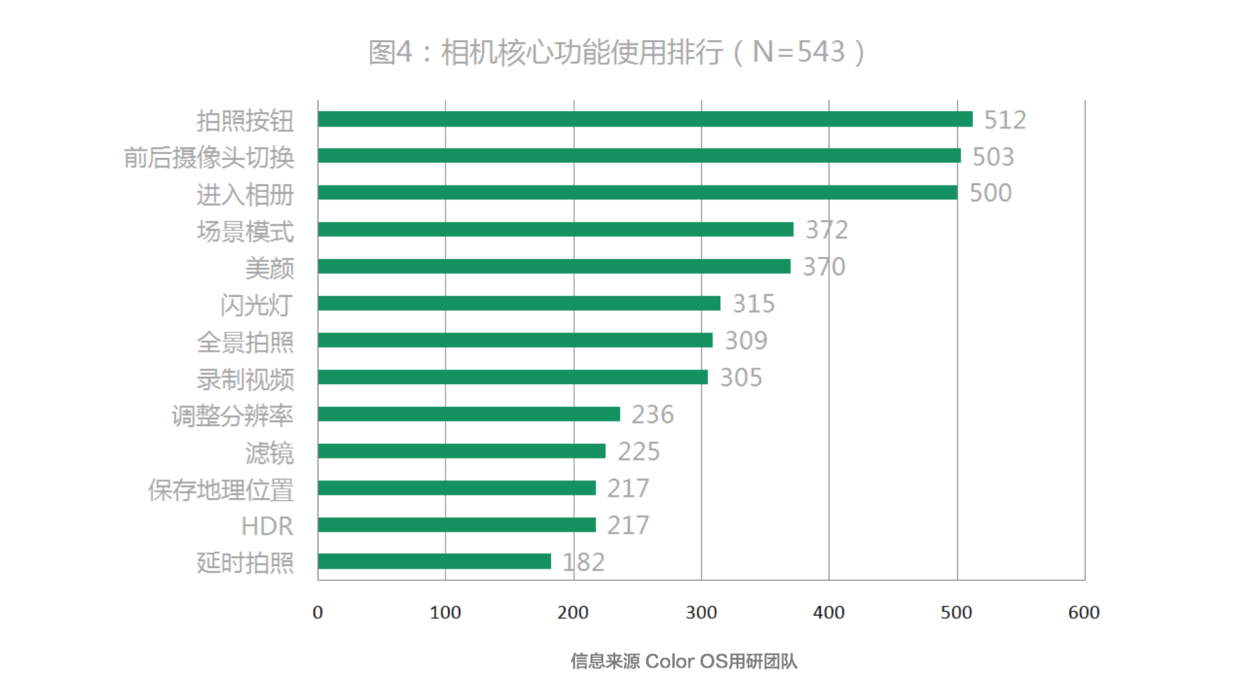 图4：相机核心功能使用排行（N=543）
拍照按钮 512
前后摄像头切换 503
进入相册 500
场景模式 372
美颜 370
闪光灯 315
全景拍照 309
录制视频 305
调整分辨率 236
滤镜 225
保存地理位置 217
HDR 217
延时拍照 182
0 100 200 300 400 500 600
信息来源 Color OS用研团队